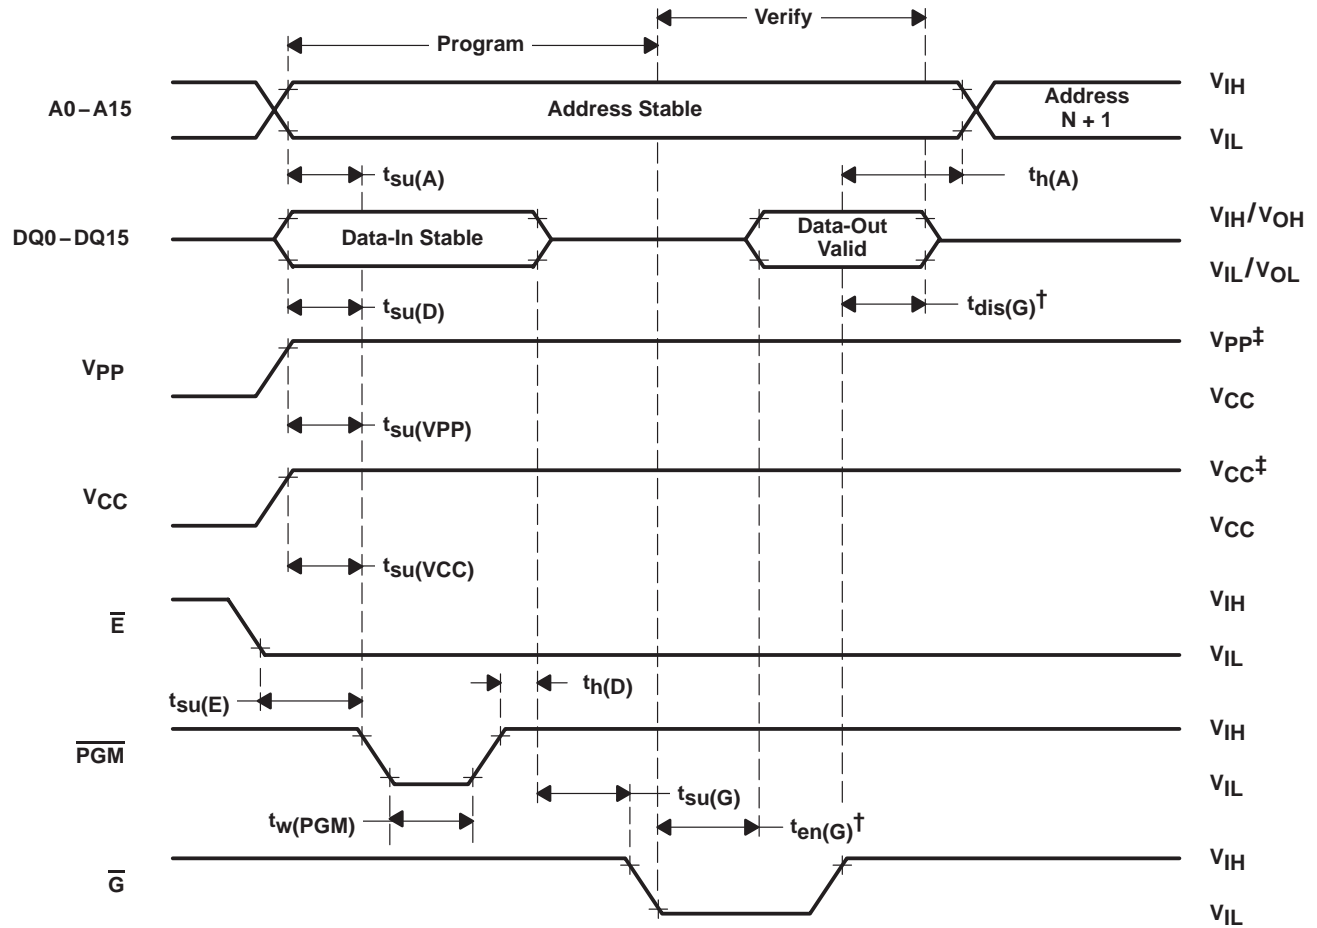 Verify
Program
A0–A15
Address Stable
Address
N + 1
VIH
VIL
tsu(A)
th(A)
DQ0–DQ15
Data-In Stable
Data-Out
Valid
VIH/VOH
VIL/VOL
tsu(D)
tdis(G)†
VPP
VPP‡
VCC
tsu(VPP)
VCC
VCC‡
VCC
tsu(VCC)
E
VIH
VIL
tsu(E)
th(D)
PGM
VIH
VIL
tsu(G)
tw(PGM)
ten(G)†
G
VIH
VIL